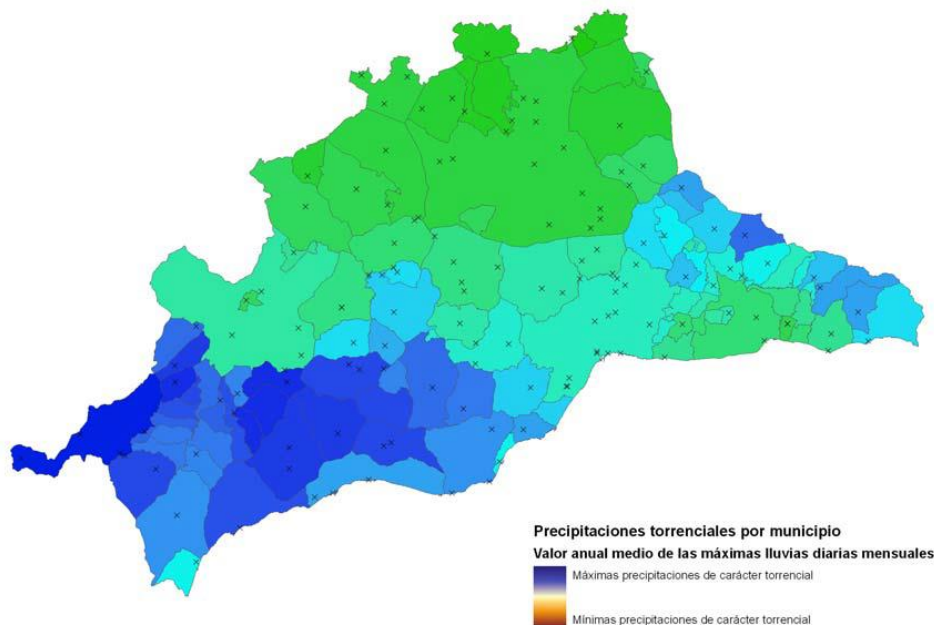 Precipitaciones torrenciales por municipio
Valor anual medio de las máximas lluvias diarias mensuales
Máximas precipitaciones de carácter torrencial
Mínimas precipitaciones de carácter torrencial